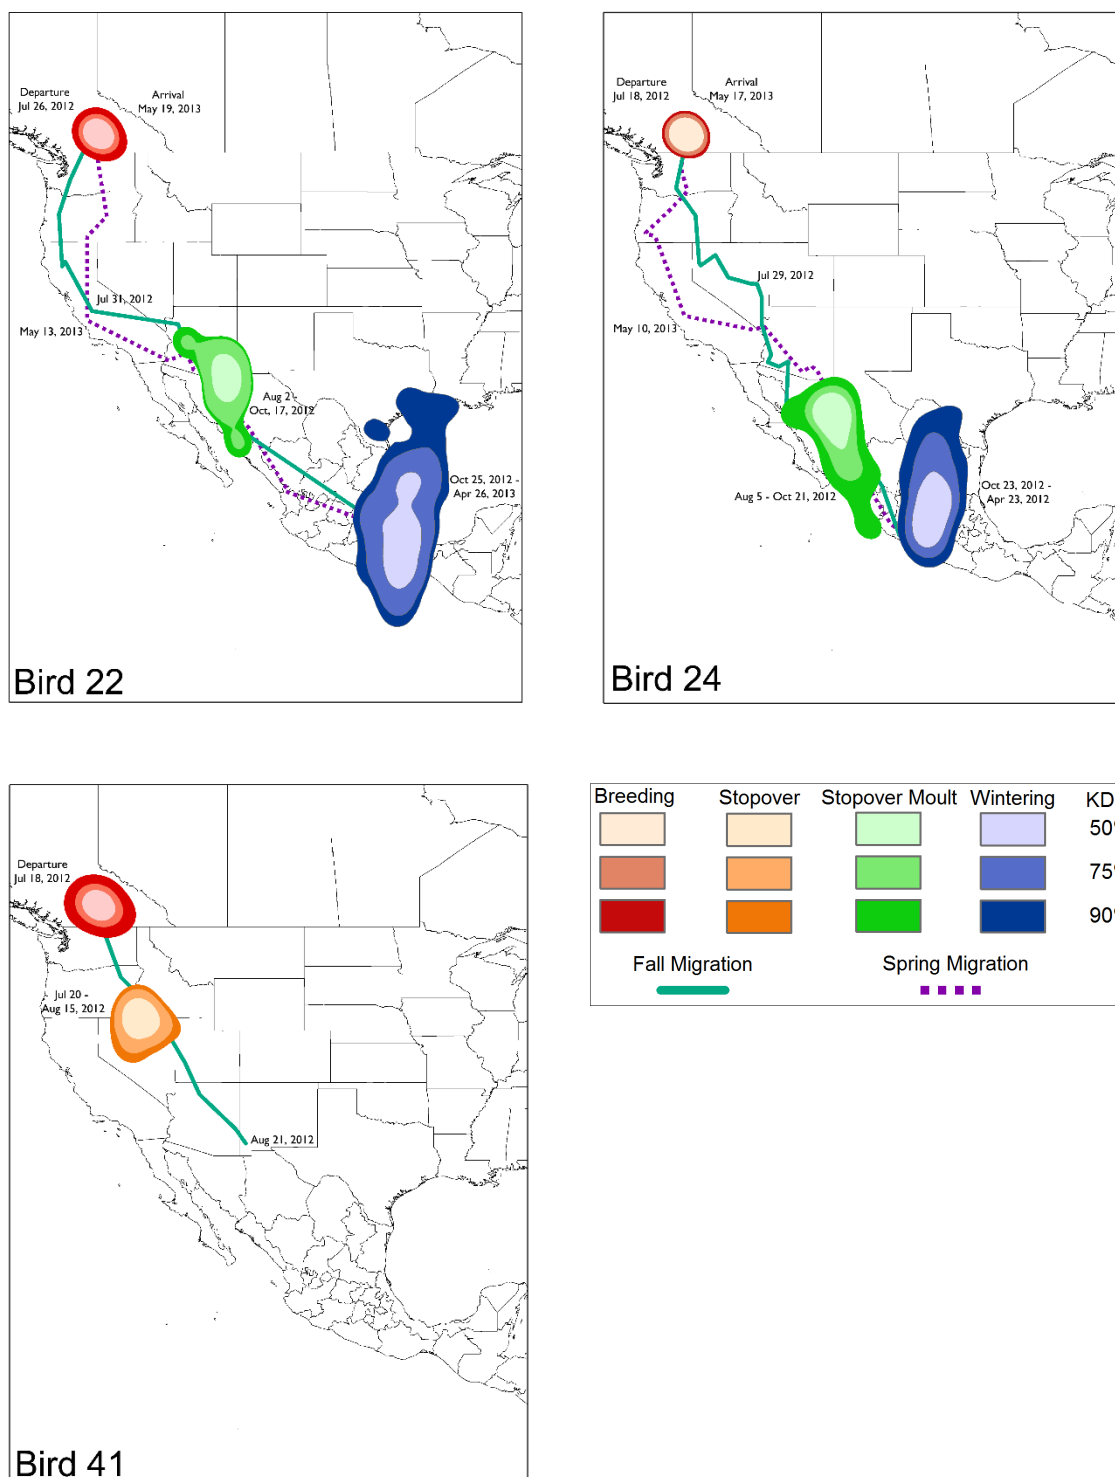 Departure
Jul 26, 2012
Arrival
May 19, 2013
Jul 31, 2012
May 13, 2013
Aug 2 -
Oct, 17, 2012
Oct 25, 2012 -
Apr 26, 2013
Bird 22
Departure
Jul 18, 2012
Arrival
May 17, 2013
Jul 29, 2012
May 10, 2013
Aug 5 - Oct 21, 2012
Oct 23, 2012 -
Apr 23, 2012
Bird 24
Departure
Jul 18, 2012
Jul 20 -
Aug 15, 2012
Aug 21, 2012
Bird 41
Breeding Stopover Stopover Moult Wintering KD
50
75
90
Fall Migration Spring Migration